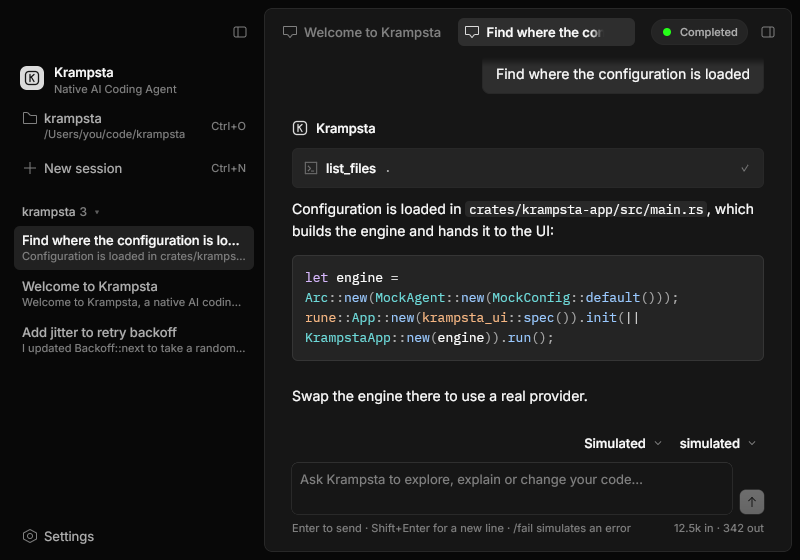 Krampsta
Native AI Coding Agent
krampsta
/Users/you/code/krampsta
Ctrl+O
New session
Ctrl+N
krampsta 3
Find where the configuration is lo...
Configuration is loaded in crates/kramps...
Welcome to Krampsta
Welcome to Krampsta, a native AI codin...
Add jitter to retry backoff
I updated Backoff::next to take a random...
Settings
Welcome to Krampsta
Find where the co
Completed
Find where the configuration is loaded
K Krampsta
list_files .
Configuration is loaded in crates/krampsta-app/src/main.rs, which
builds the engine and hands it to the UI:
let engine =
Arc::new(MockAgent::new(MockConfig::default()));
rune::App::new(krampsta_ui::spec()).init(||
KrampstaApp::new(engine)).run();
Swap the engine there to use a real provider.
Simulated
simulated
Ask Krampsta to explore, explain or change your code...
Enter to send · Shift+Enter for a new line · /fail simulates an error
12.5k in · 342 out